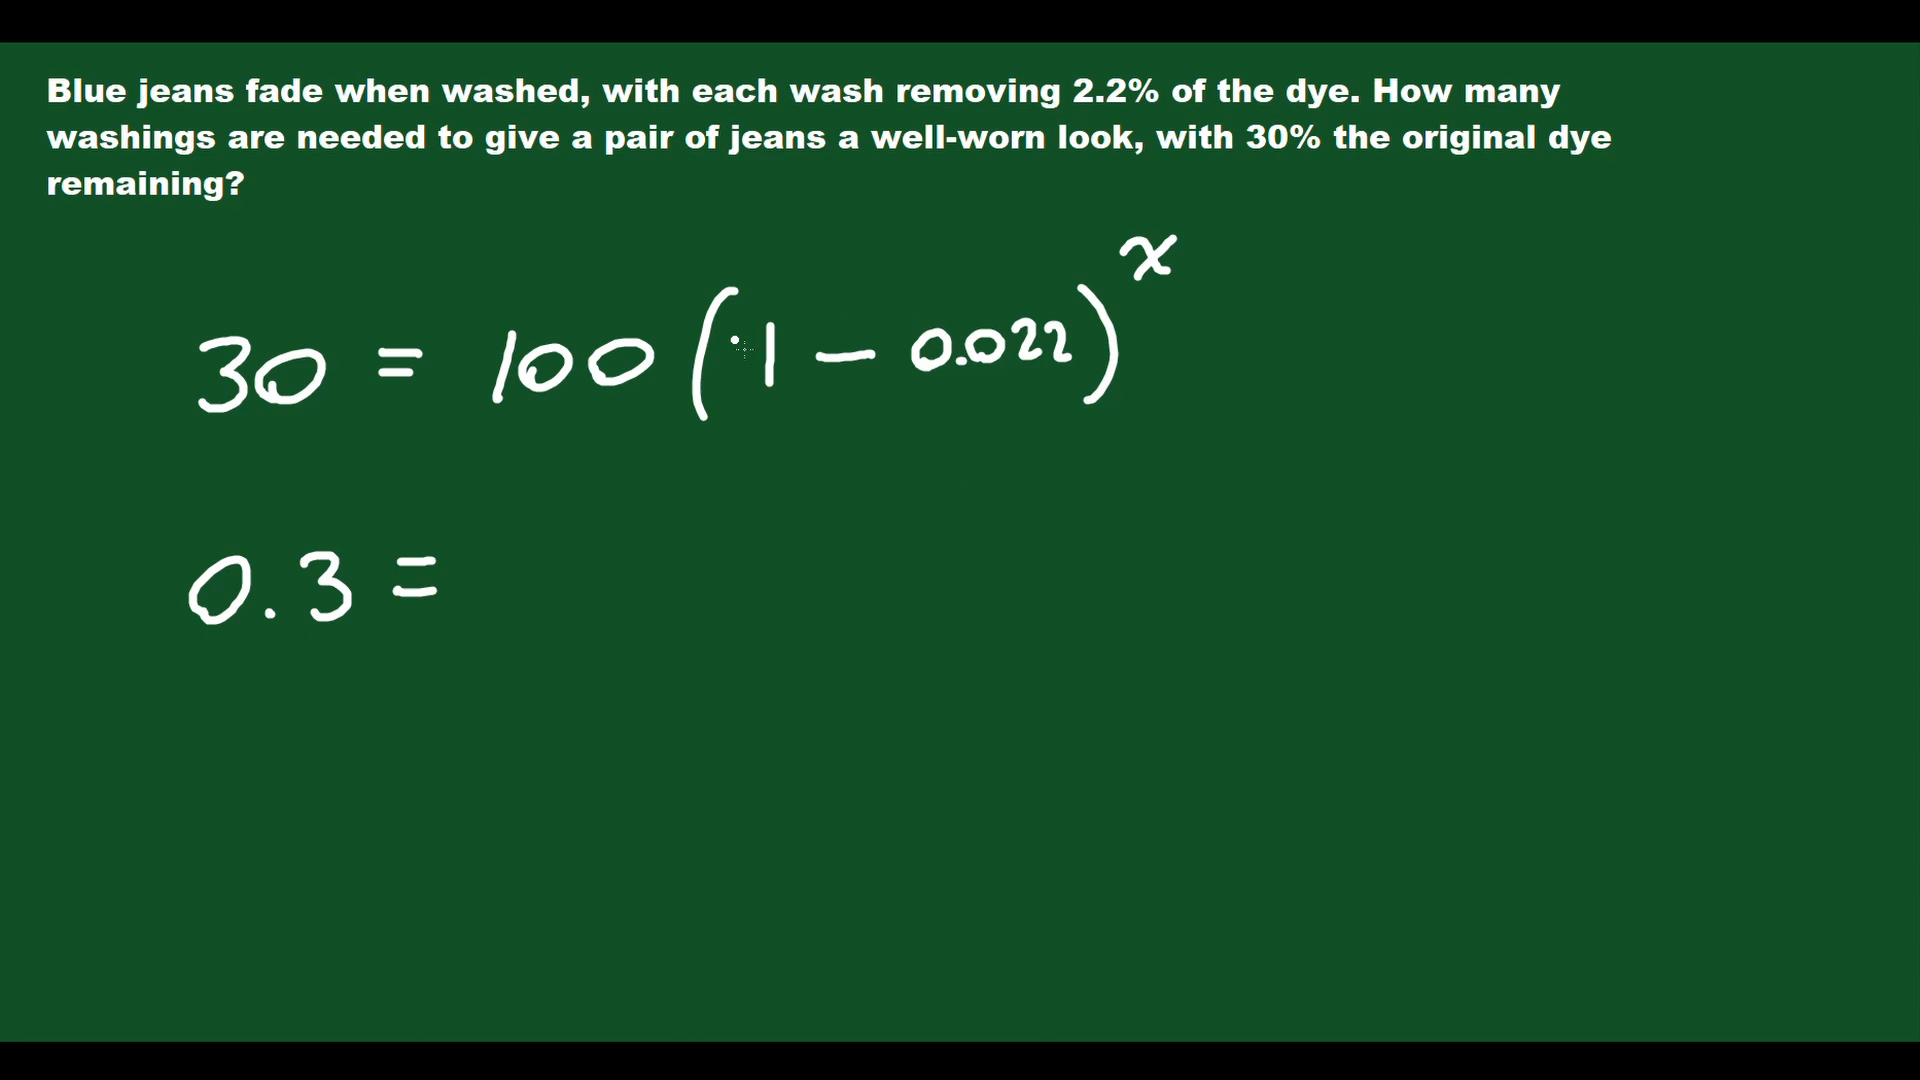 Blue jeans fade when washed, with each wash removing 2.2% of the dye. How many
washings are needed to give a pair of jeans a well-worn look, with 30% the original dye
remaining?
30 = 100 (1 - 0.022)^x
0.3 =